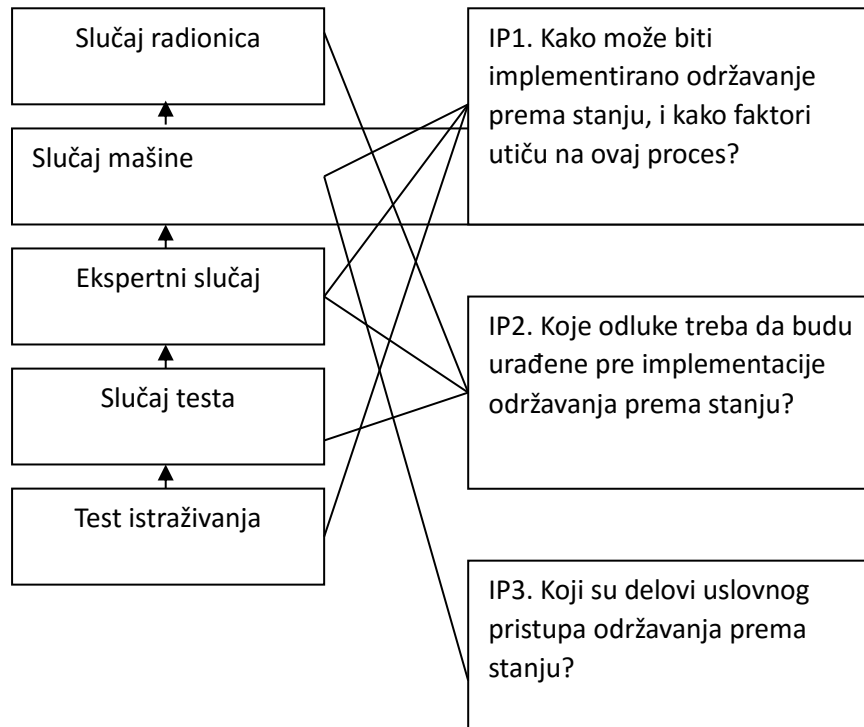 Slučaj radionica
Slučaj mašine
Ekspertni slučaj
Slučaj testa
Test istraživanja
IP1. Kako može biti
implementirano održavanje
prema stanju, i kako faktori
utiču na ovaj proces?
IP2. Koje odluke treba da budu
urađene pre implementacije
održavanja prema stanju?
IP3. Koji su delovi uslovnog
pristupa održavanja prema
stanju?